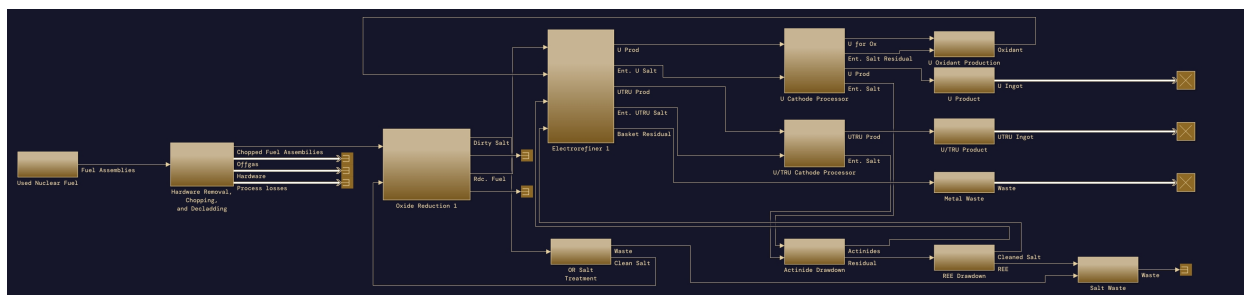 Used Nuclear Fuel
Fuel Assemblies
Hardware Removal,
Chopping,
and Decladding
Chopped Fuel Assemblies
Offgas
Hardware
Process losses
Oxide Reduction 1
Dirty Salt
Rdc. Fuel
OR Salt
Treatment
Waste
Clean Salt
Electrorefiner 1
U Prod
Ent. U Salt
UTRU Prod
Ent. UTRU Salt
Basket Residual
U Cathode Processor
U for Ox
Ent. Salt Residual
U Prod
Ent. Salt
U/TRU Cathode Processor
UTRU Prod
Ent. Salt
U Oxidant Production
Oxidant
U Product
U Ingot
U/TRU Product
UTRU Ingot
Metal Waste
Waste
Actinide Drawdown
Actinides
Residual
REE Drawdown
Cleaned Salt
REE
Salt Waste
Waste